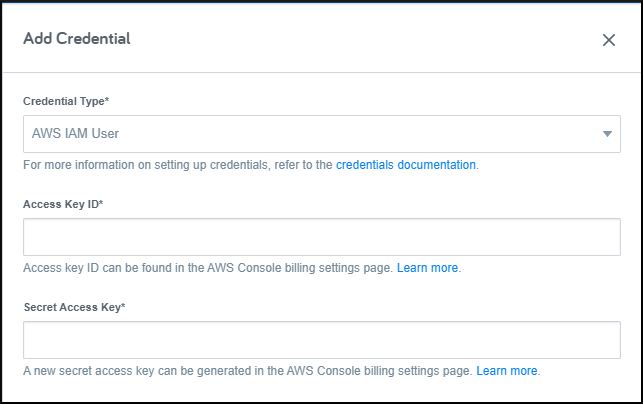 Add Credential
Credential Type*
AWS IAM User
For more information on setting up credentials, refer to the credentials documentation.
Access Key ID*
Access key ID can be found in the AWS Console billing settings page. Learn more.
Secret Access Key*
A new secret access key can be generated in the AWS Console billing settings page. Learn more.